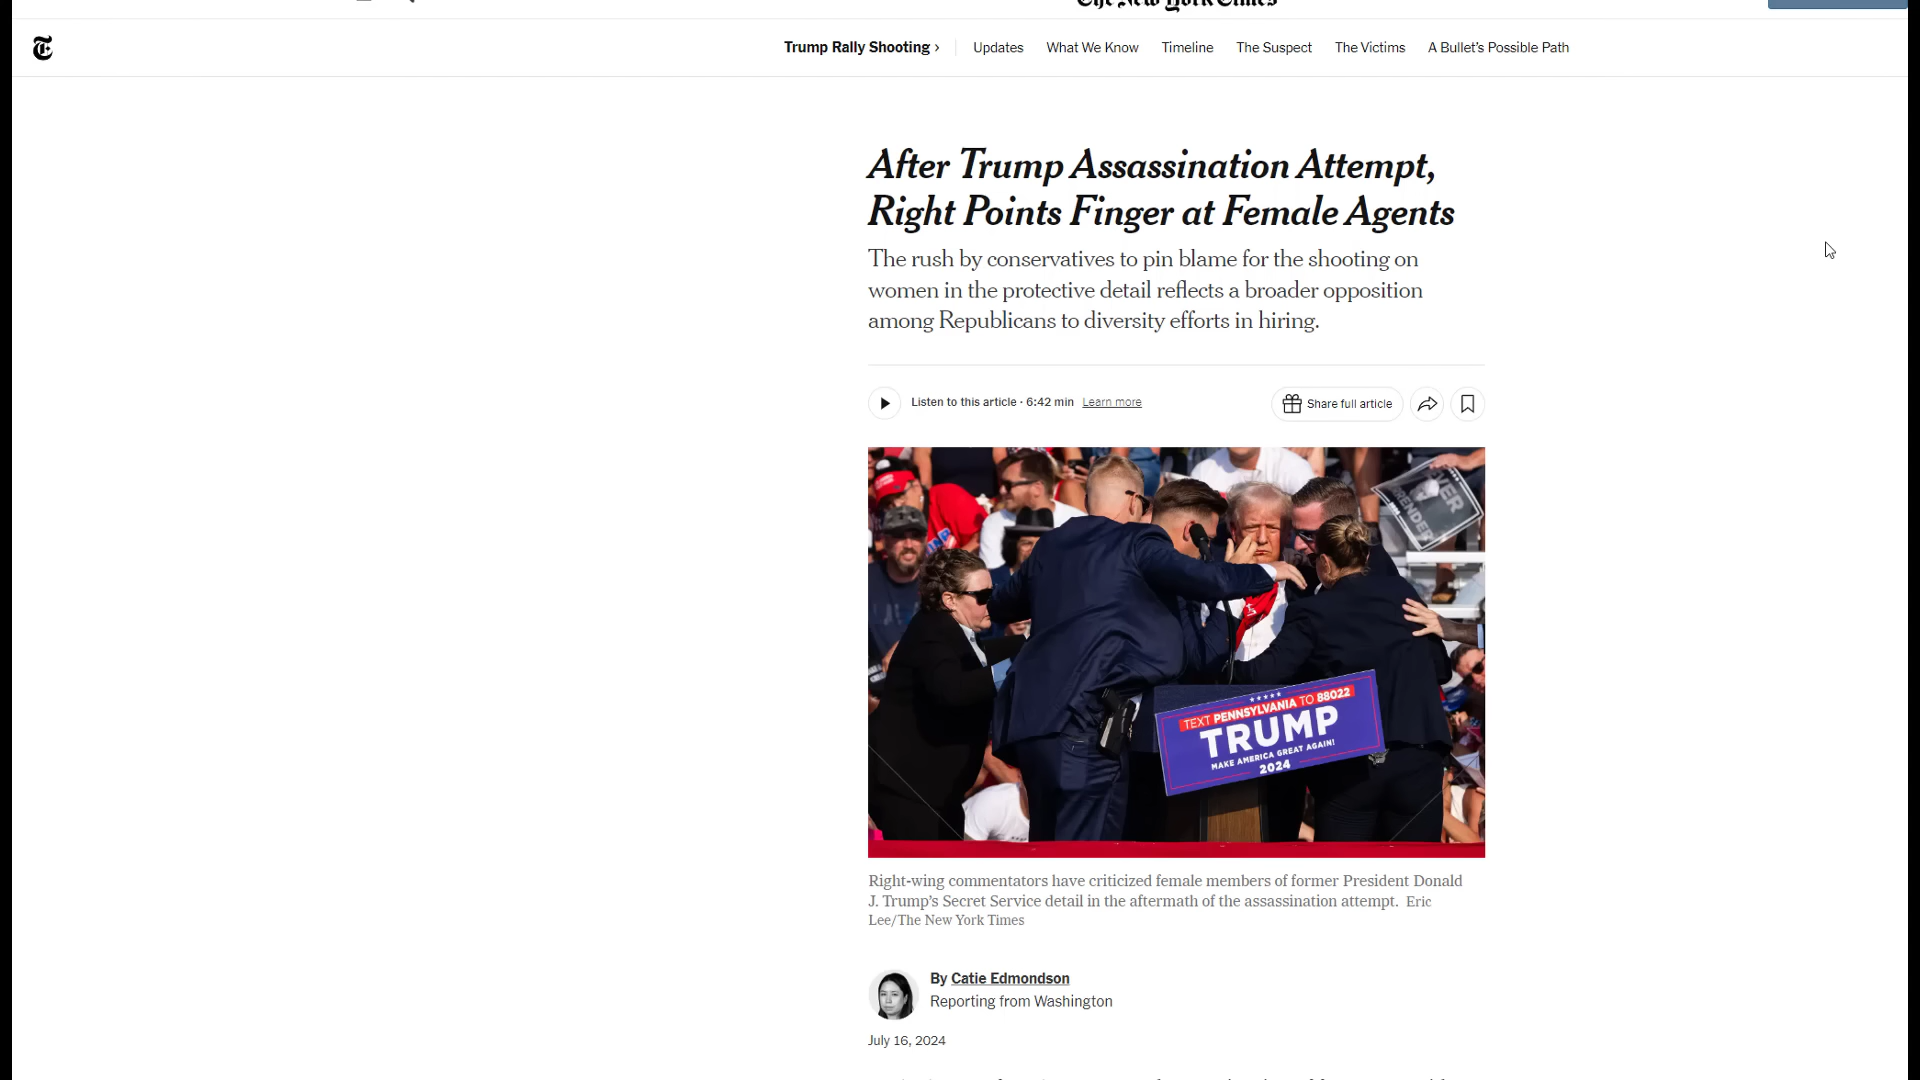 The New York Times
Trump Rally Shooting ›
Updates
What We Know
Timeline
The Suspect
The Victims
A Bullet's Possible Path
After Trump Assassination Attempt,
Right Points Finger at Female Agents
The rush by conservatives to pin blame for the shooting on
women in the protective detail reflects a broader opposition
among Republicans to diversity efforts in hiring.
Listen to this article · 6:42 min Learn more
Share full article
TEXT PENNSYLVANIA TO 88022
TRUMP
MAKE AMERICA GREAT AGAIN!
2024
Right-wing commentators have criticized female members of former President Donald
J. Trump's Secret Service detail in the aftermath of the assassination attempt. Eric
Lee/The New York Times
By Catie Edmondson
Reporting from Washington
July 16, 2024